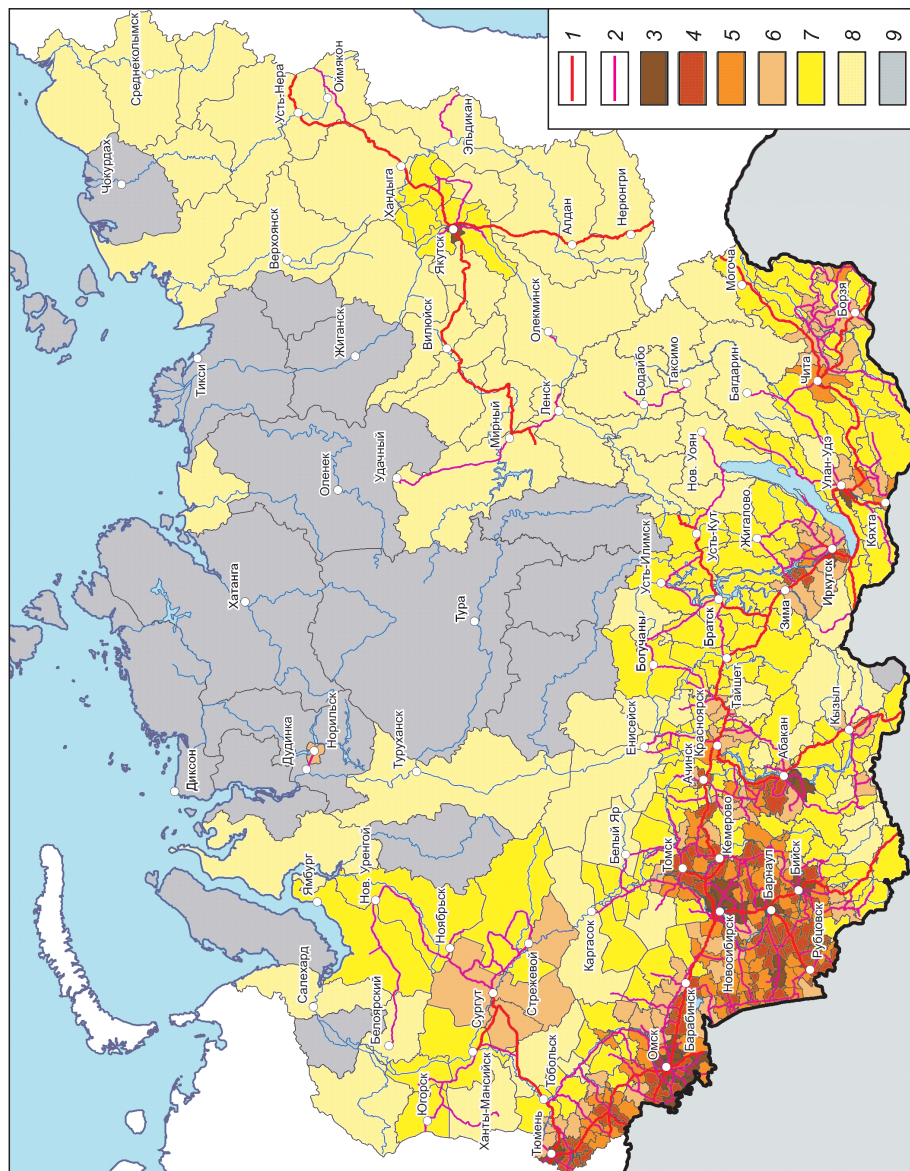 Среднеколымск
Чокурдах
Усть-Нера
Оймякон
Верхоянск
Хандыга
Эльдикан
Тикси
Жиганск
Якутск
Алдан
Нерюнгри
Вилюйск
Олекминск
Оленек
Удачный
Мирный
Ленск
Бодайбо
Таксимо
Багдарин
Могоча
Борзя
Чита
Хатанга
Тура
Нов. Уоян
Улан-Удэ
Кяхта
Усть-Илимск
Усть-Кут
Жигалово
Иркутск
Богучаны
Братск
Зима
Диксон
Дудинка
Норильск
Туруханск
Енисейск
Тайшет
Красноярск
Ачинск
Абакан
Кызыл
Ямбург
Нов. Уренгой
Ноябрьск
Белый Яр
Томск
Кемерово
Барнаул
Бийск
Салехард
Белоярский
Сургут
Стрежевой
Каргасок
Новосибирск
Рубцовск
Барабинск
Омск
Югорск
Ханты-Мансийск
Тобольск
Тюмень
1
2
3
4
5
6
7
8
9